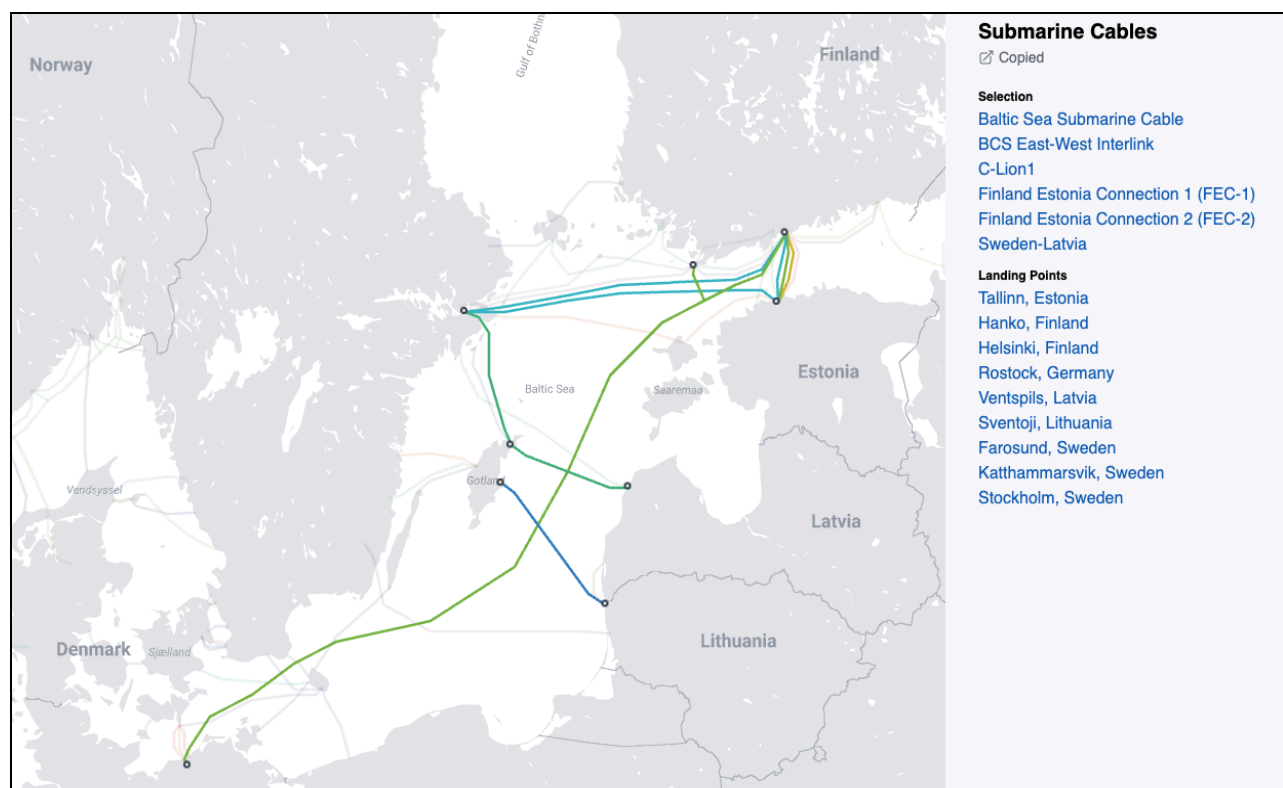 Norway
Gulf of Bothn
Finland
Baltic Sea
Saaremaa
Estonia
Vendsyssel
Gotland
Latvia
Denmark
Sjælland
Lithuania
Submarine Cables
Copied
Selection
Baltic Sea Submarine Cable
BCS East-West Interlink
C-Lion1
Finland Estonia Connection 1 (FEC-1)
Finland Estonia Connection 2 (FEC-2)
Sweden-Latvia
Landing Points
Tallinn, Estonia
Hanko, Finland
Helsinki, Finland
Rostock, Germany
Ventspils, Latvia
Sventoji, Lithuania
Farosund, Sweden
Katthammarsvik, Sweden
Stockholm, Sweden